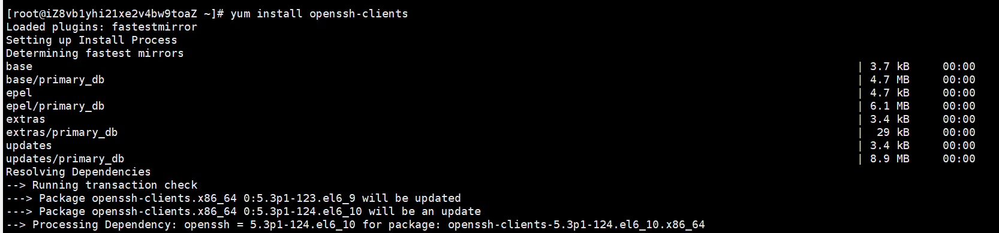 [root@iZ8vb1yhi21xe2v4bw9toaZ ~]# yum install openssh-clients
Loaded plugins: fastestmirror
Setting up Install Process
Determining fastest mirrors
base | 3.7 kB 00:00
base/primary_db | 4.7 MB 00:00
epel | 4.7 kB 00:00
epel/primary_db | 6.1 MB 00:00
extras | 3.4 kB 00:00
extras/primary_db | 29 kB 00:00
updates | 3.4 kB 00:00
updates/primary_db | 8.9 MB 00:00
Resolving Dependencies
--> Running transaction check
---> Package openssh-clients.x86_64 0:5.3p1-123.el6_9 will be updated
---> Package openssh-clients.x86_64 0:5.3p1-124.el6_10 will be an update
--> Processing Dependency: openssh = 5.3p1-124.el6_10 for package: openssh-clients-5.3p1-124.el6_10.x86_64